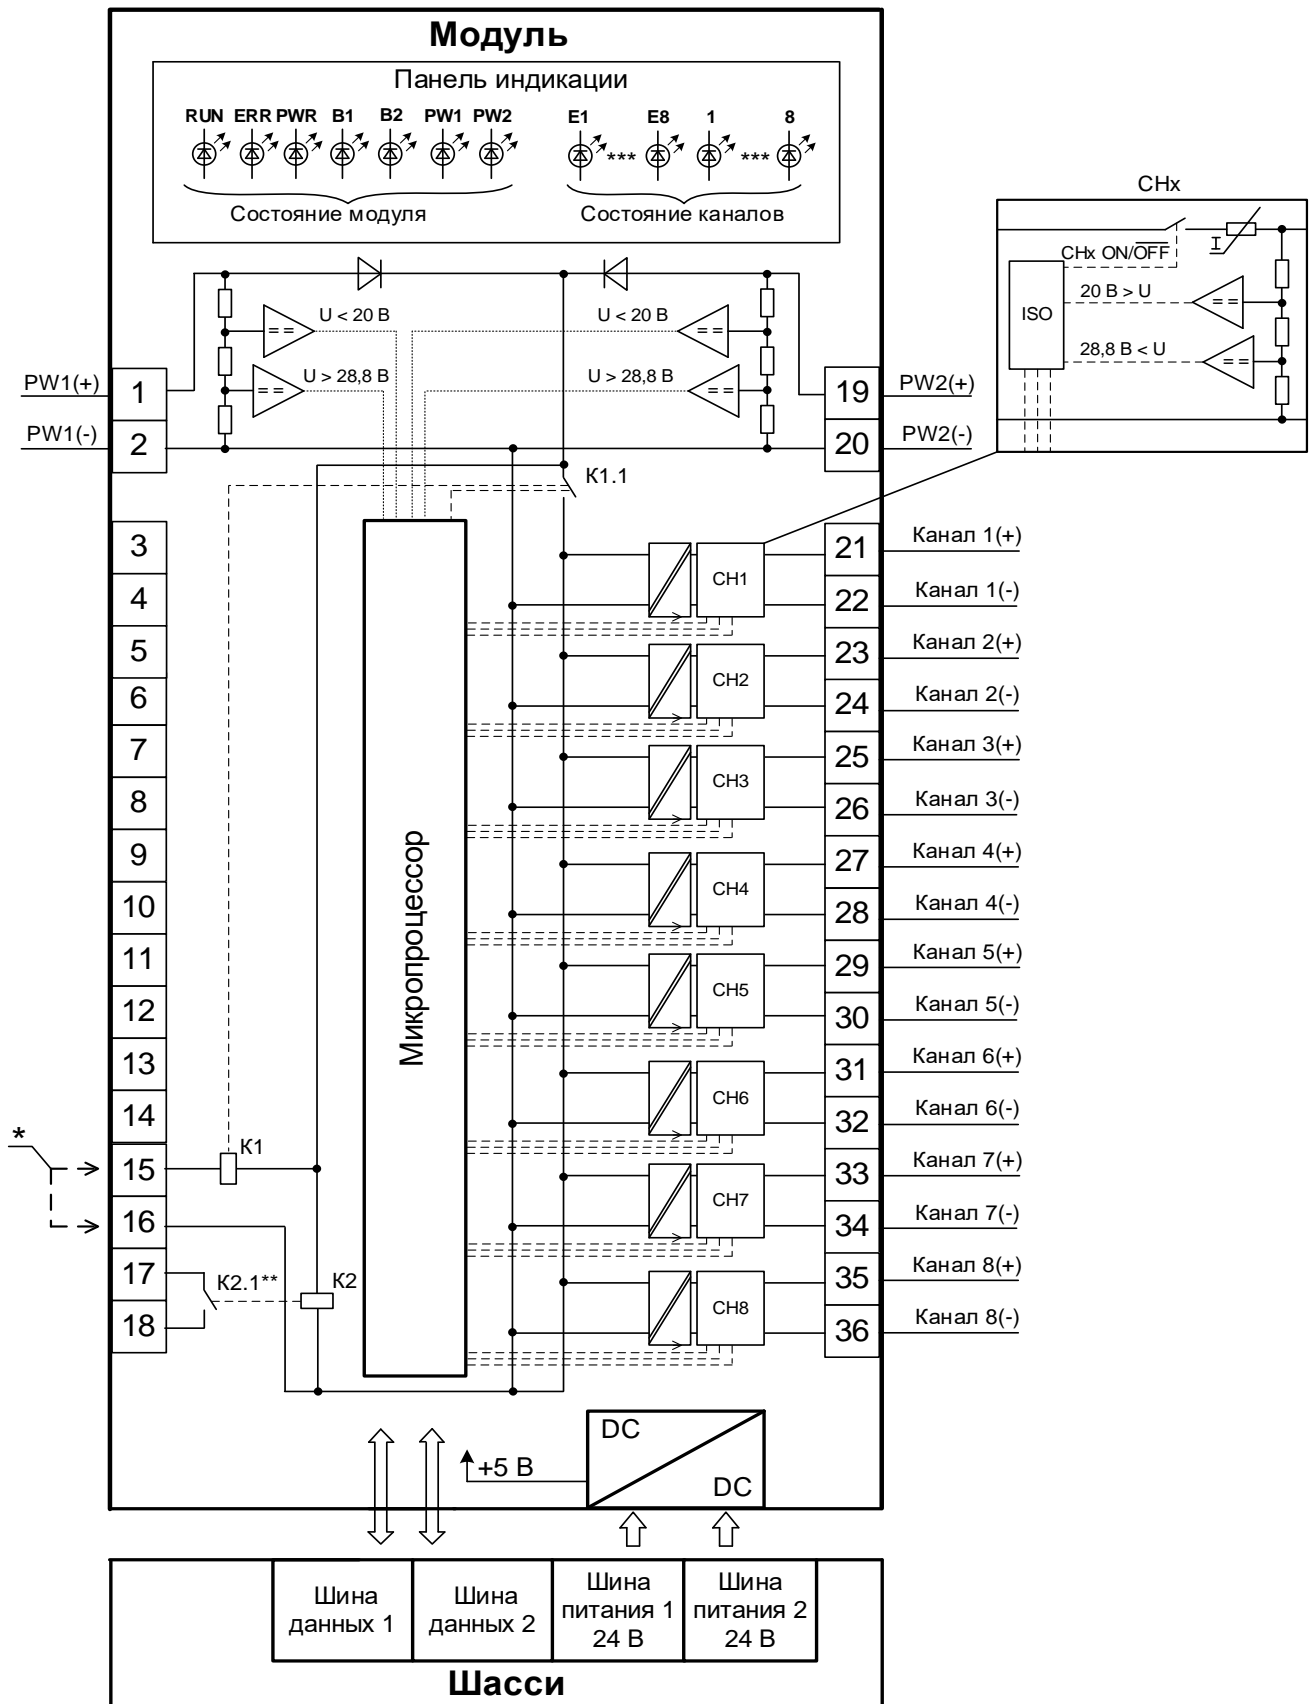 Модуль
Панель индикации
RUN ERR PWR B1 B2 PW1 PW2 E1 E8 1 8
*** ***
Состояние модуля Состояние каналов
CHx
CHx ON/OFF
I
20 В > U
ISO
28,8 В < U
U < 20 В U < 20 В
U > 28,8 В U > 28,8 В
PW1(+) 1 19 PW2(+)
PW1(-) 2 20 PW2(-)
K1.1
3 CH1 21 Канал 1(+)
4 22 Канал 1(-)
5 CH2 23 Канал 2(+)
6 24 Канал 2(-)
7 CH3 25 Канал 3(+)
8 26 Канал 3(-)
9 CH4 27 Канал 4(+)
10 28 Канал 4(-)
11 CH5 29 Канал 5(+)
12 30 Канал 5(-)
13 CH6 31 Канал 6(+)
14 32 Канал 6(-)
* 15 K1 CH7 33 Канал 7(+)
16 34 Канал 7(-)
17 K2.1** K2 CH8 35 Канал 8(+)
18 36 Канал 8(-)
Микропроцессор
DC
+5 В
DC
Шина данных 1
Шина данных 2
Шина питания 1 24 В
Шина питания 2 24 В
Шасси